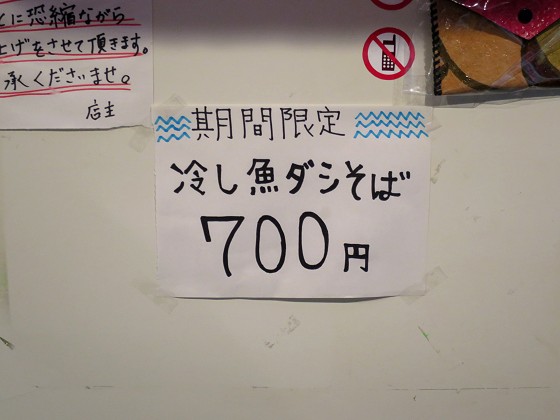 に恐縮ながら
上げをさせて頂きます。
承くださいませ。
店主
期間限定
冷し魚ダシそば
700円